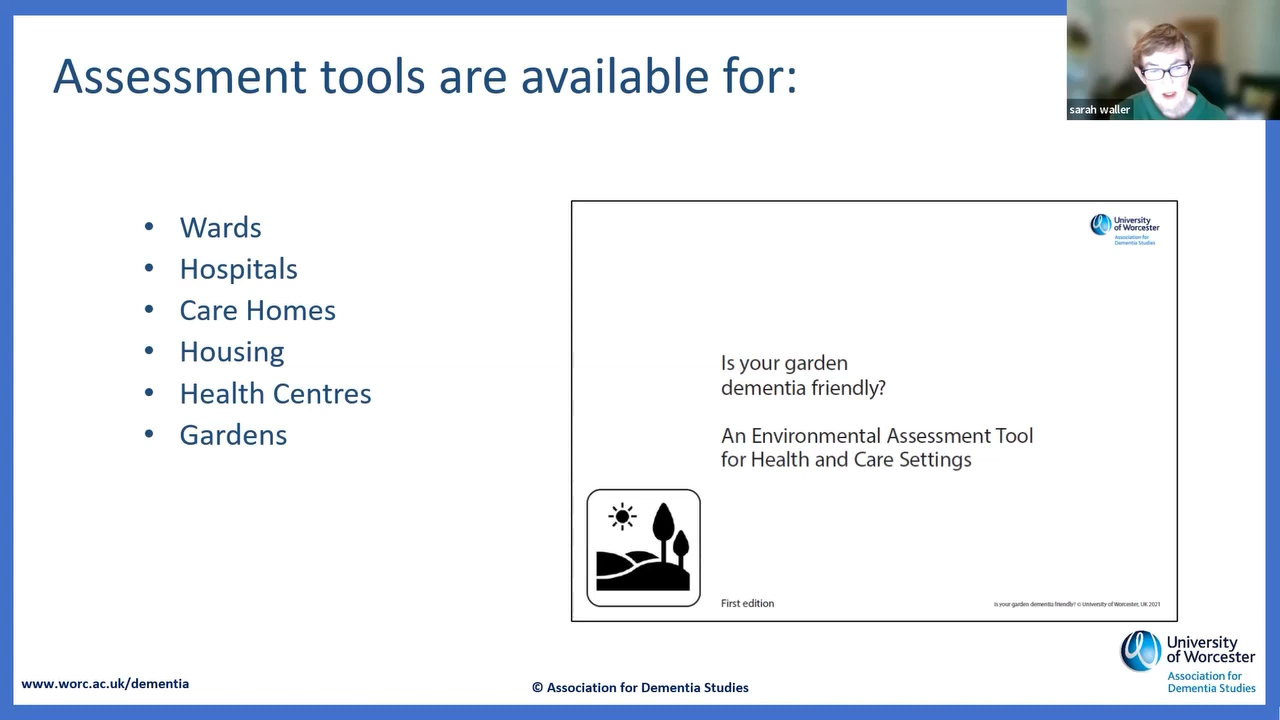 Assessment tools are available for:
sarah waller
• Wards
• Hospitals
• Care Homes
• Housing
• Health Centres
• Gardens
University
of Worcester
Association for
Dementia Studies
Is your garden
dementia friendly?
An Environmental Assessment Tool
for Health and Care Settings
First edition
Is your garden dementia friendly? © University of Worcester, UK 2021
University
of Worcester
Association for
Dementia Studies
www.worc.ac.uk/dementia
© Association for Dementia Studies